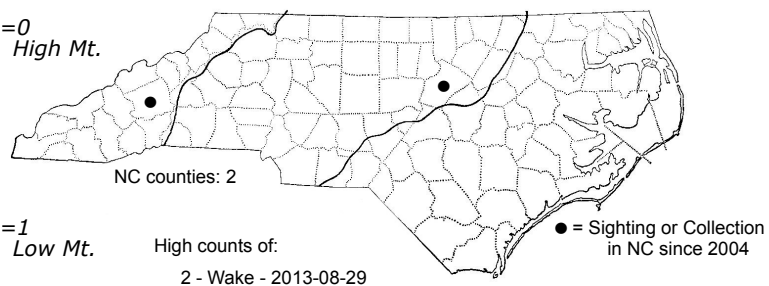 =0
High Mt.
NC counties: 2
=1
Low Mt.
High counts of:
2 - Wake - 2013-08-29
● = Sighting or Collection
in NC since 2004